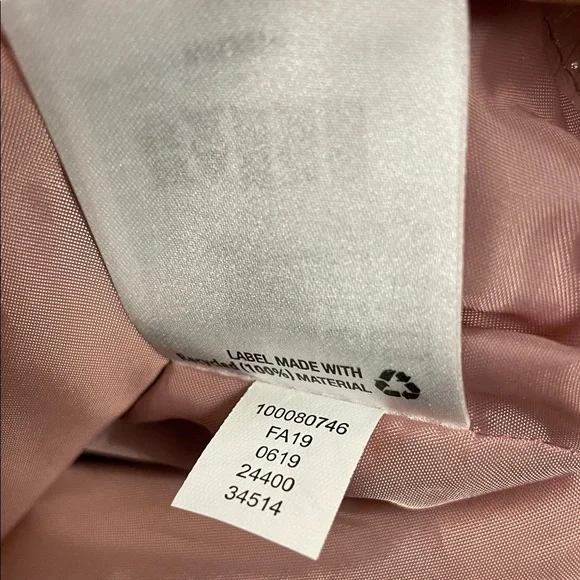 LABEL MADE WITH
Recycled (100%) MATERIAL
100080746
FA19
0619
24400
34514